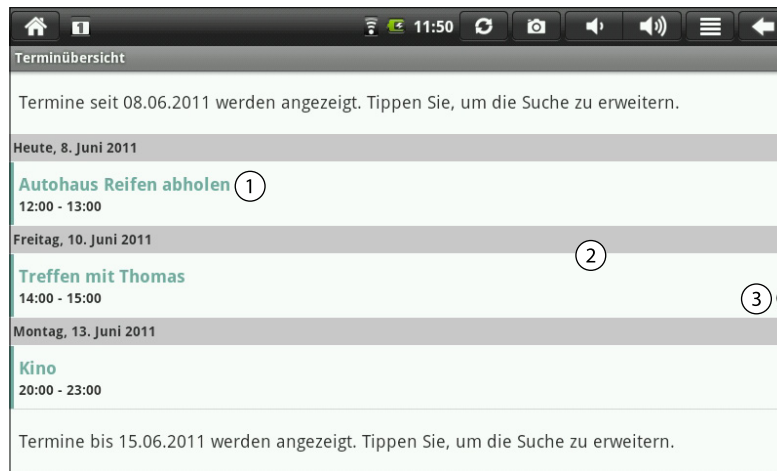 1 11:50
Terminübersicht
Termine seit 08.06.2011 werden angezeigt. Tippen Sie, um die Suche zu erweitern.
Heute, 8. Juni 2011
Autohaus Reifen abholen 1
12:00 - 13:00
Freitag, 10. Juni 2011
2
Treffen mit Thomas
14:00 - 15:00 3
Montag, 13. Juni 2011
Kino
20:00 - 23:00
Termine bis 15.06.2011 werden angezeigt. Tippen Sie, um die Suche zu erweitern.